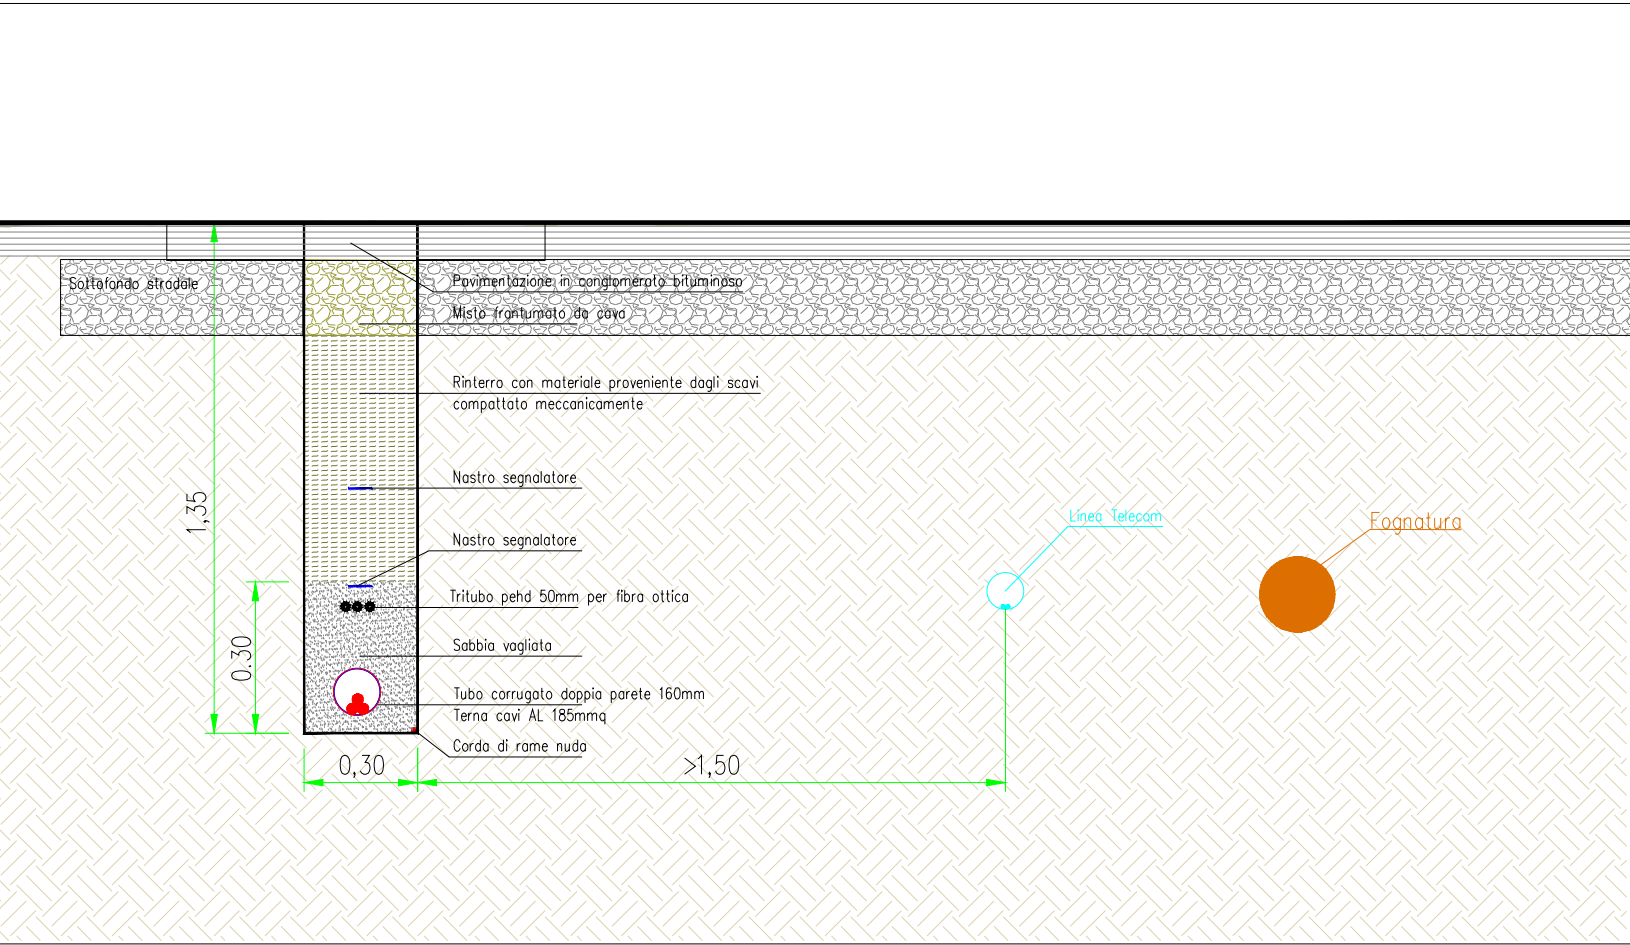 Sottofondo stradale
Pavimentazione in conglomerato bituminoso
Misto frantumato da cava
Rinterro con materiale proveniente dagli scavi
compattato meccanicamente
Nastro segnalatore
1,35
Linea Telecom
Fognatura
Nastro segnalatore
Tritubo pehd 50mm per fibra ottica
0.30
Sabbia vagliata
Tubo corrugato doppia parete 160mm
Terna cavi AL 185mmq
Corda di rame nuda
0,30
>1,50